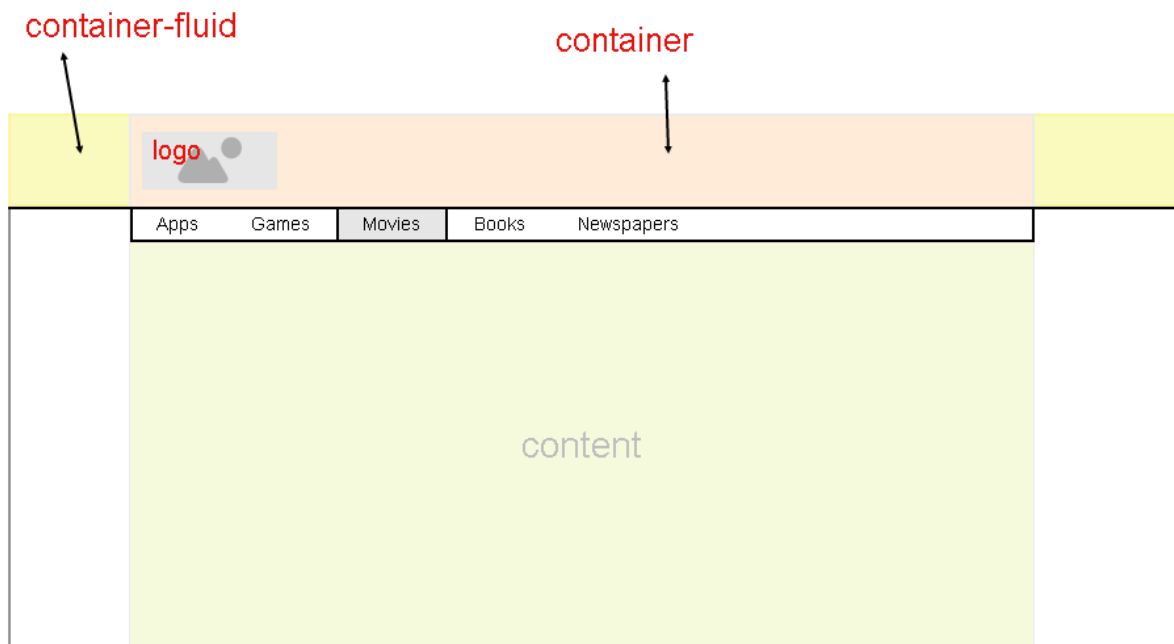 container-fluid
container
logo
Apps Games Movies Books Newspapers
content